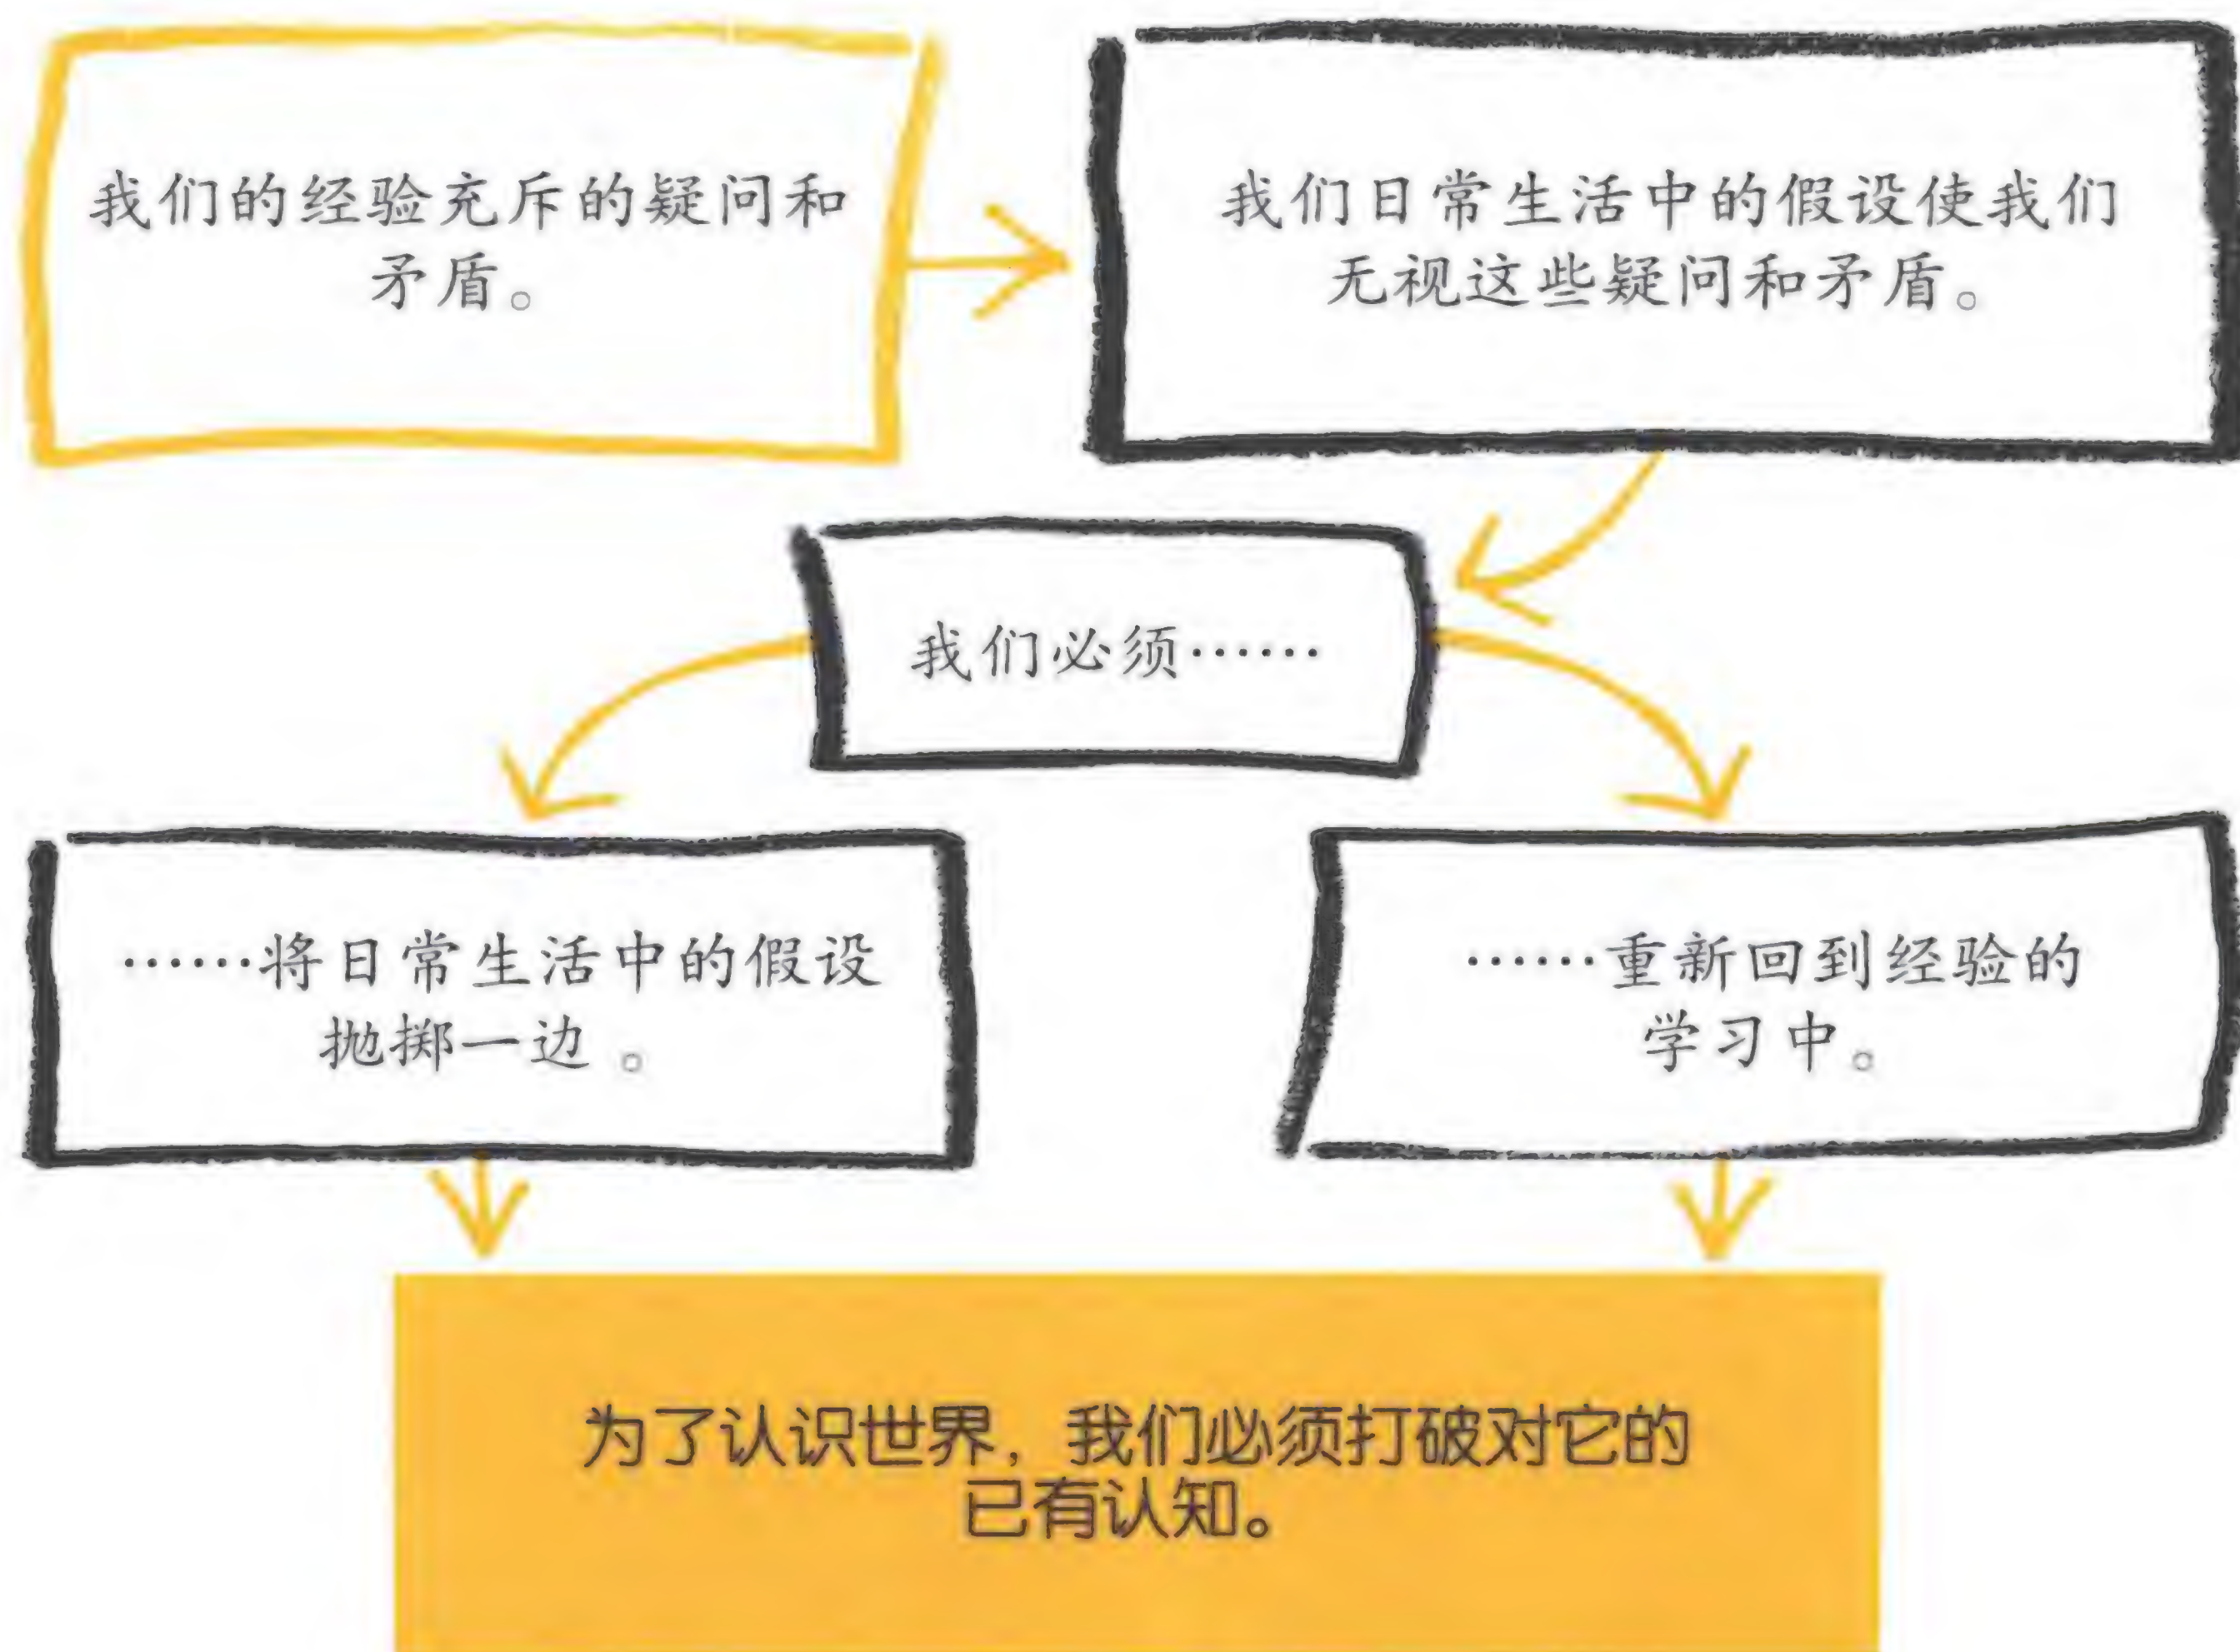 我们的经验充斥的疑问和
矛盾。
我们日常生活中的假设使我们
无视这些疑问和矛盾。
我们必须……
……将日常生活中的假设
抛掷一边。
……重新回到经验的
学习中。
为了认识世界，我们必须打破对它的
已有认知。